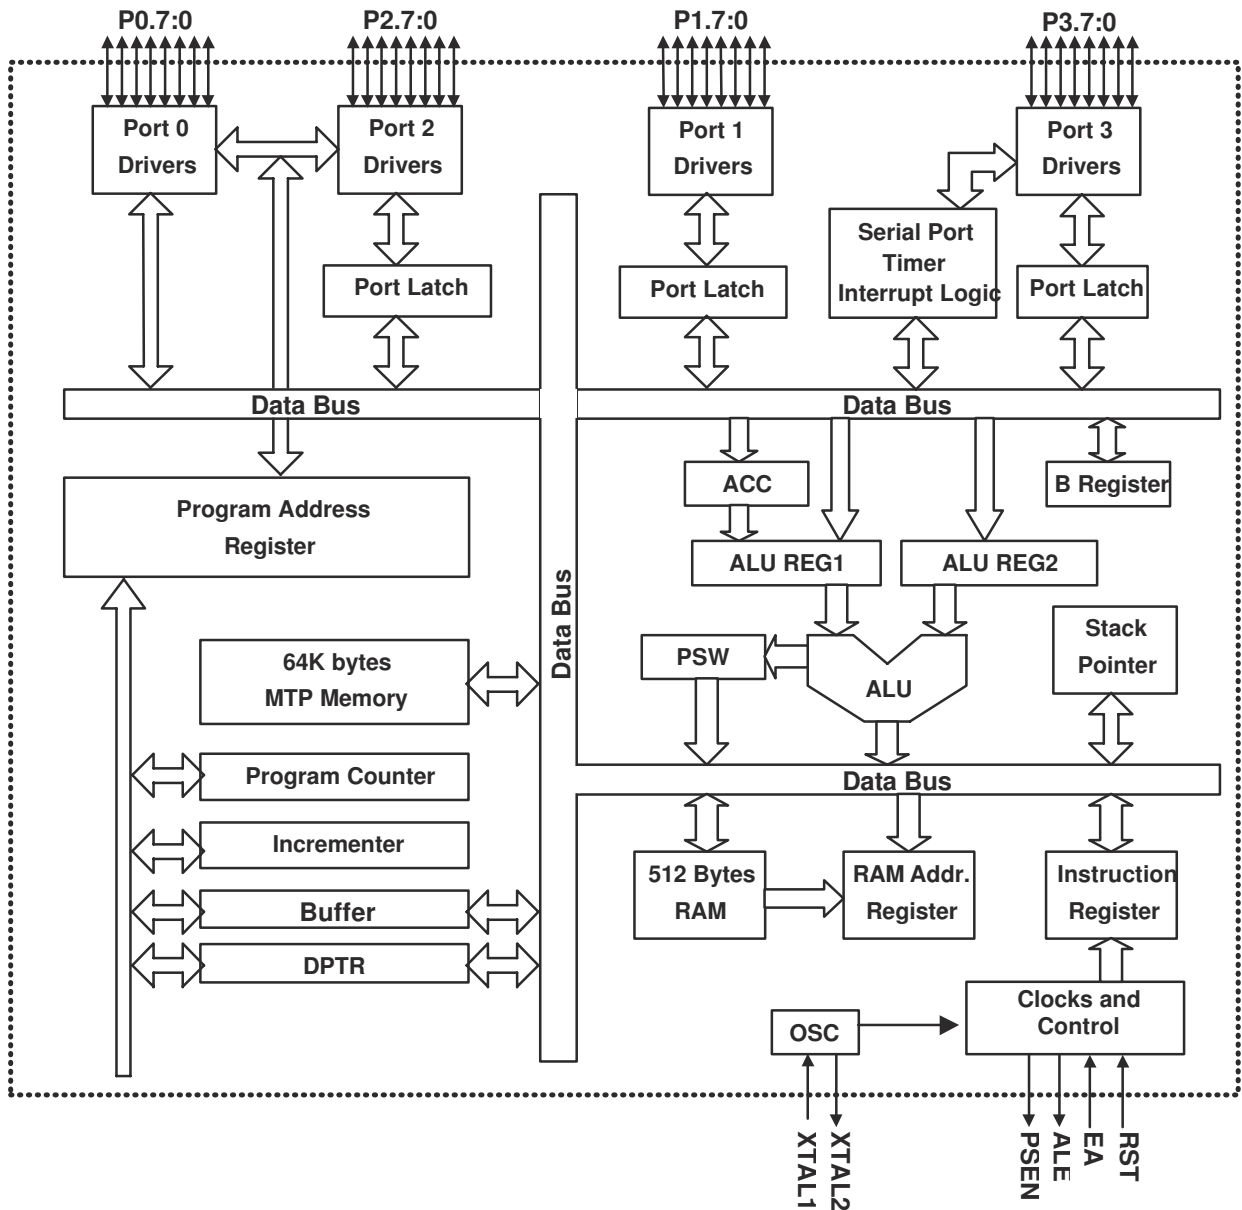 P0.7:0
P2.7:0
P1.7:0
P3.7:0
Port 0
Drivers
Port 2
Drivers
Port 1
Drivers
Port 3
Drivers
Port Latch
Port Latch
Serial Port
Timer
Interrupt Logic
Port Latch
Data Bus
Data Bus
Program Address
Register
ACC
B Register
ALU REG1
ALU REG2
Data Bus
64K bytes
MTP Memory
PSW
ALU
Stack
Pointer
Program Counter
Data Bus
Incrementer
Buffer
DPTR
512 Bytes
RAM
RAM Addr.
Register
Instruction
Register
OSC
Clocks and
Control
XTAL1
XTAL2
PSEN
ALE
EA
RST